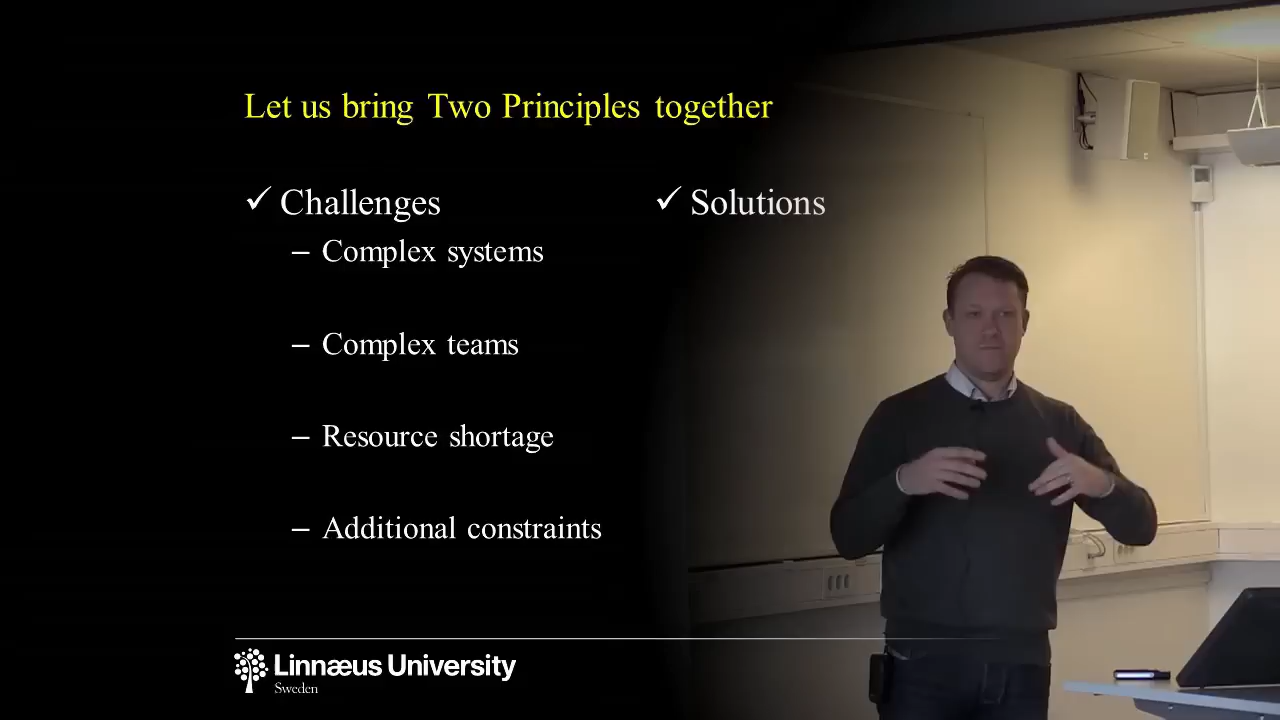 Let us bring Two Principles together
✓ Challenges
– Complex systems
– Complex teams
– Resource shortage
– Additional constraints
✓ Solutions
Linnæus University
Sweden